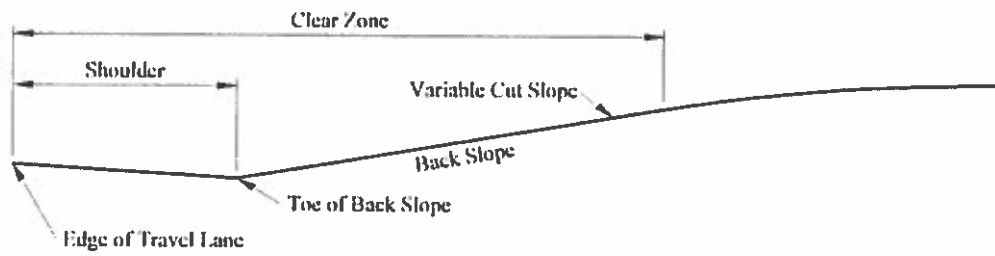 Clear Zone
Shoulder
Variable Cut Slope
Back Slope
Toe of Back Slope
Edge of Travel Lane